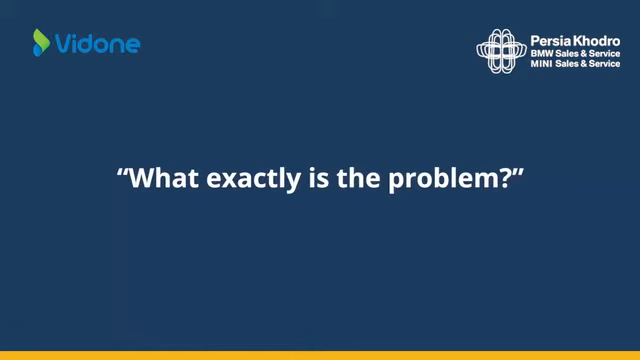 Vidone
Persia Khodro
BMW Sales & Service
MINI Sales & Service
“What exactly is the problem?”